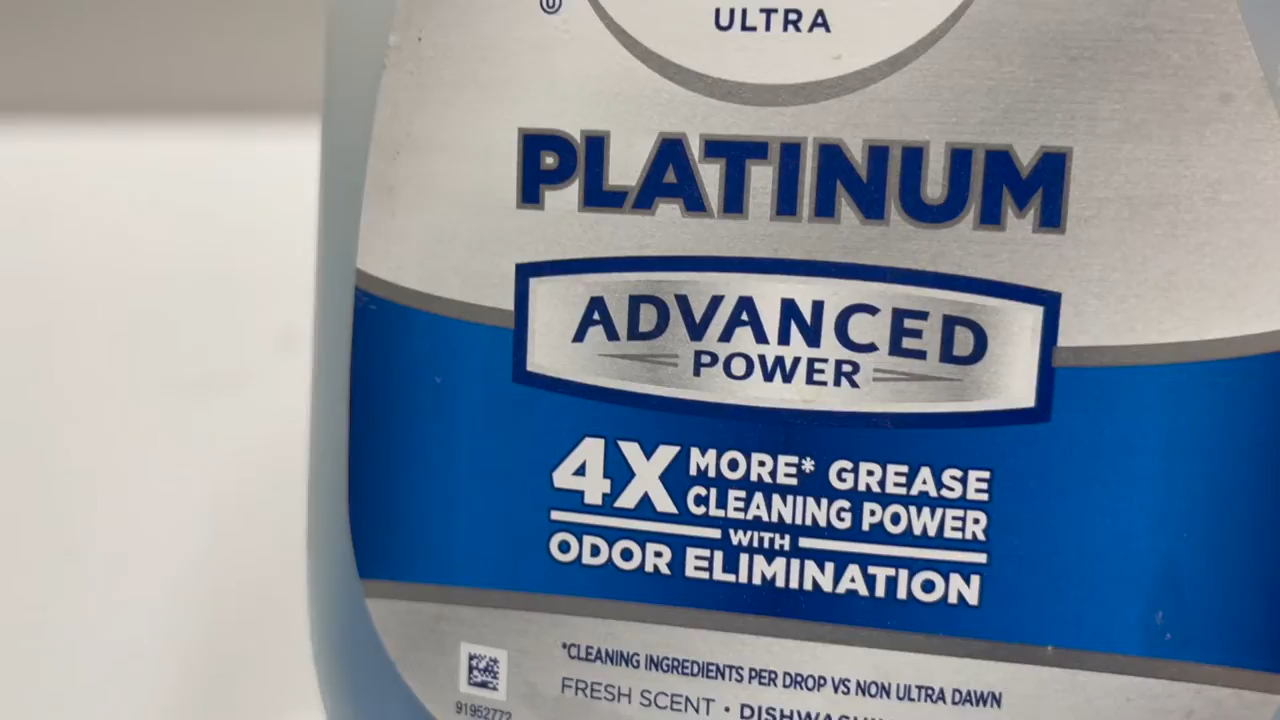 ULTRA
PLATINUM
ADVANCED
POWER
4X MORE* GREASE
CLEANING POWER
WITH
ODOR ELIMINATION
*CLEANING INGREDIENTS PER DROP VS NON ULTRA DAWN
FRESH SCENT •
91952772